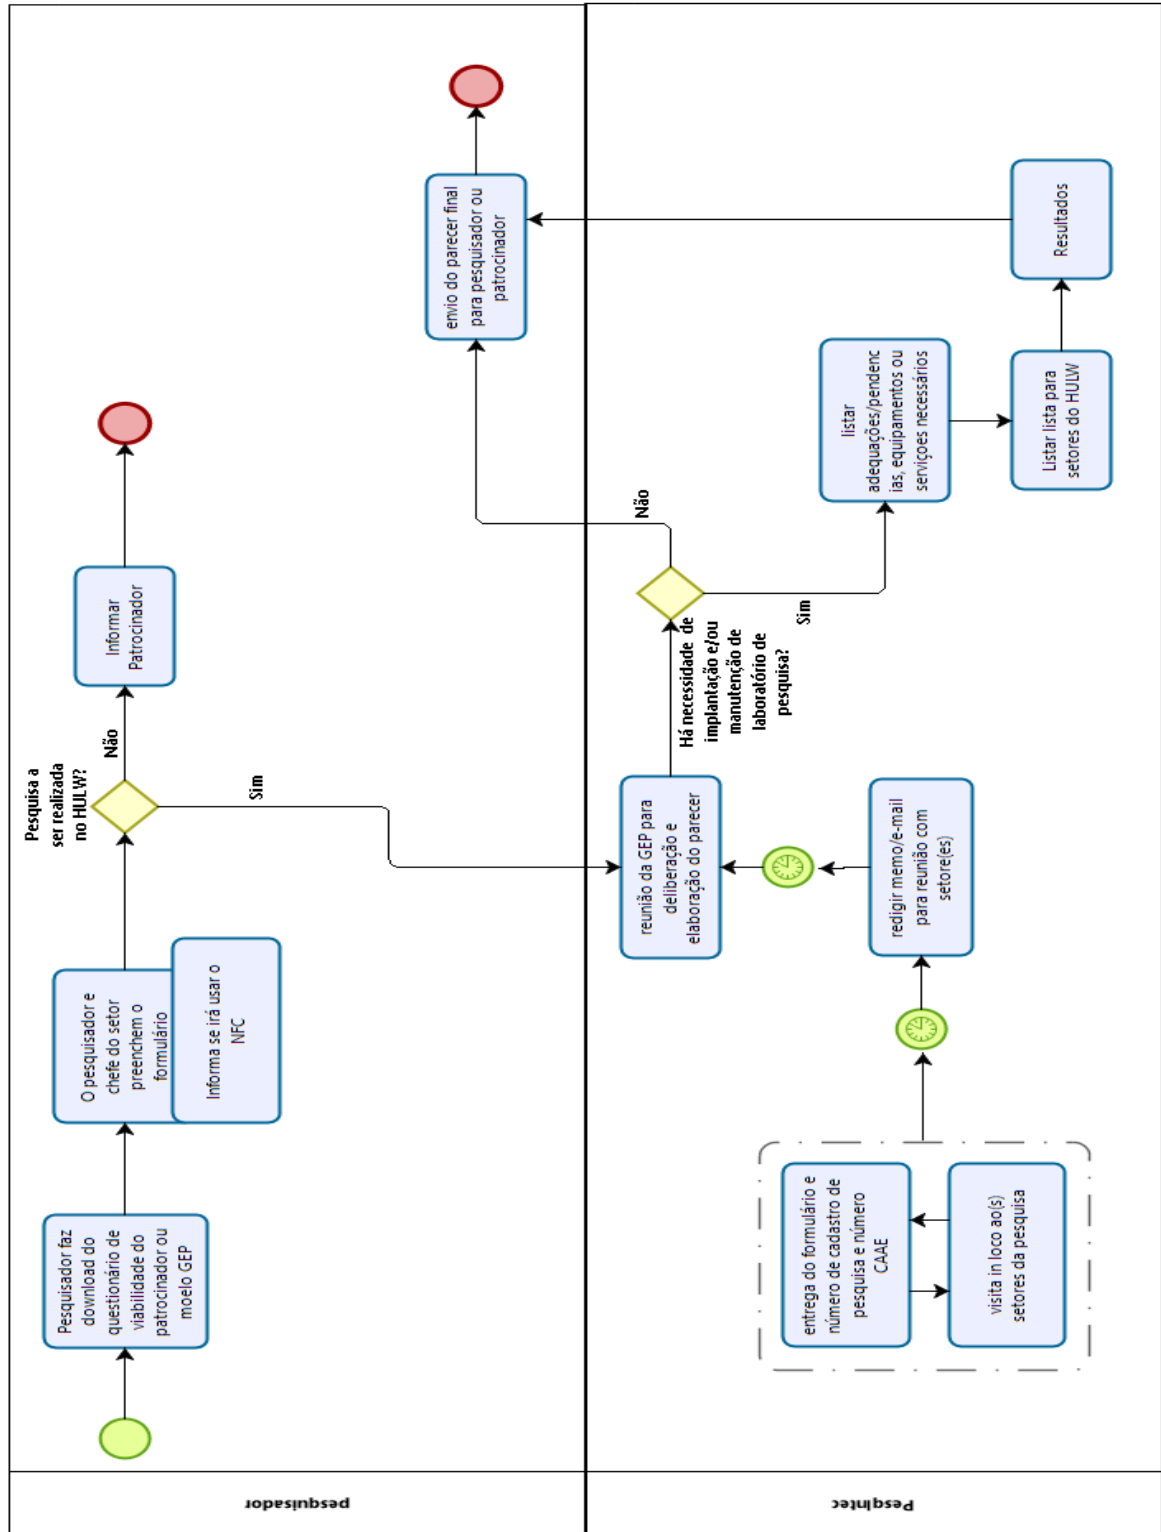 pesquisador
Pesquisador faz
download do
questionário de
viabilidade do
patrocinador ou
moelo GEP
O pesquisador e
chefe do setor
preenchem o
formulário
Informa se irá usar o
NFC
Pesquisa a
ser realizada
no HULW?
Não
Sim
Informar
Patrocinador
envio do parecer final
para pesquisador ou
patrocinador
PesqIntec
entrega do formulário e
número de cadastro de
pesquisa e número
CAAE
visita in loco ao(s)
setores da pesquisa
redigir memo/e-mail
para reunião com
setore(es)
reunião da GEP para
deliberação e
elaboração do parecer
Há necessidade de
implantação e/ou
manutenção de
laboratório de
pesquisa?
Não
Sim
listar
adequações/pendenc
ias, equipamentos ou
serviçoes necessários
Listar lista para
setores do HULW
Resultados